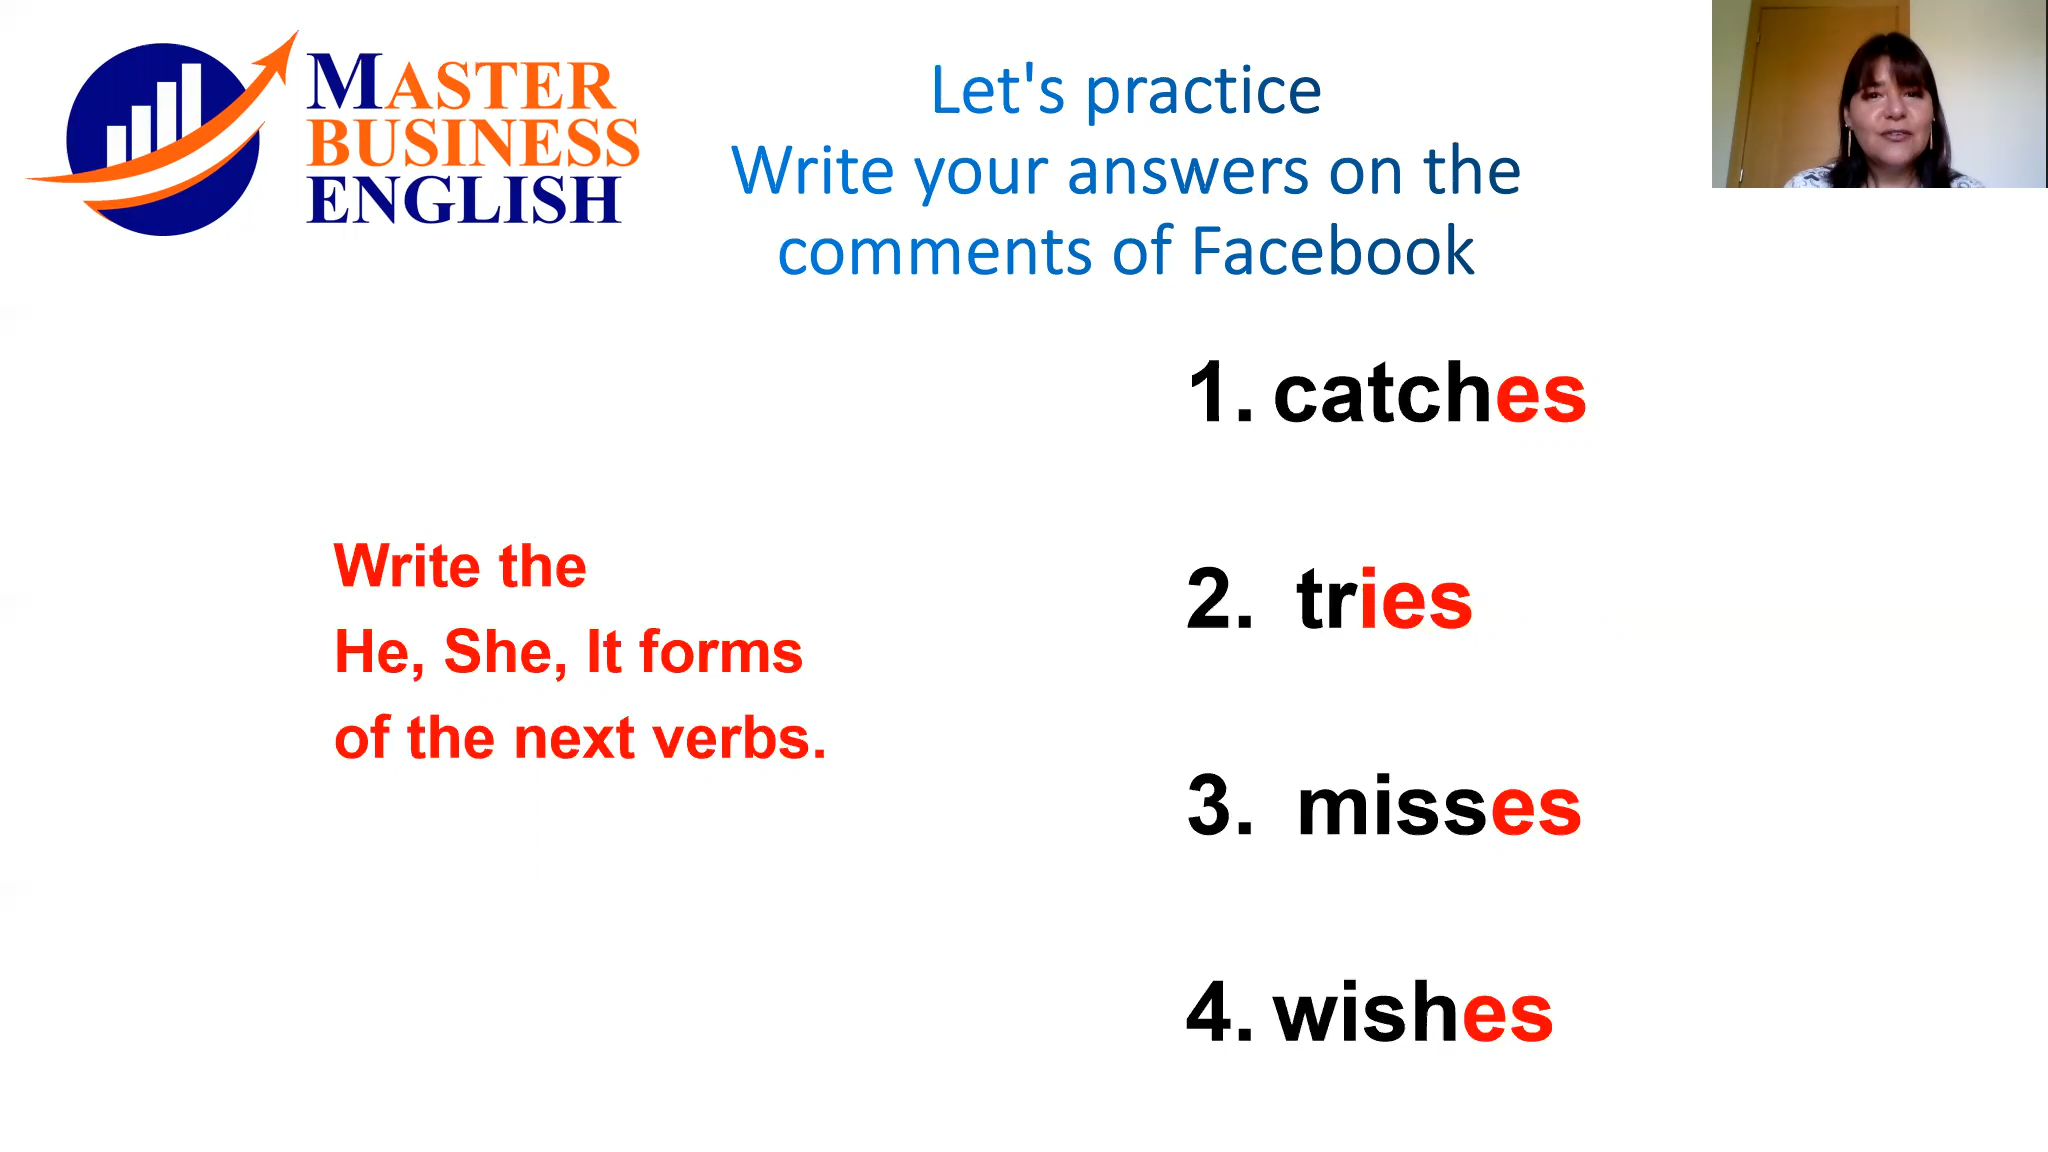 MASTER
BUSINESS
ENGLISH
Let's practice
Write your answers on the
comments of Facebook
Write the
He, She, It forms
of the next verbs.
1. catches
2. tries
3. misses
4. wishes